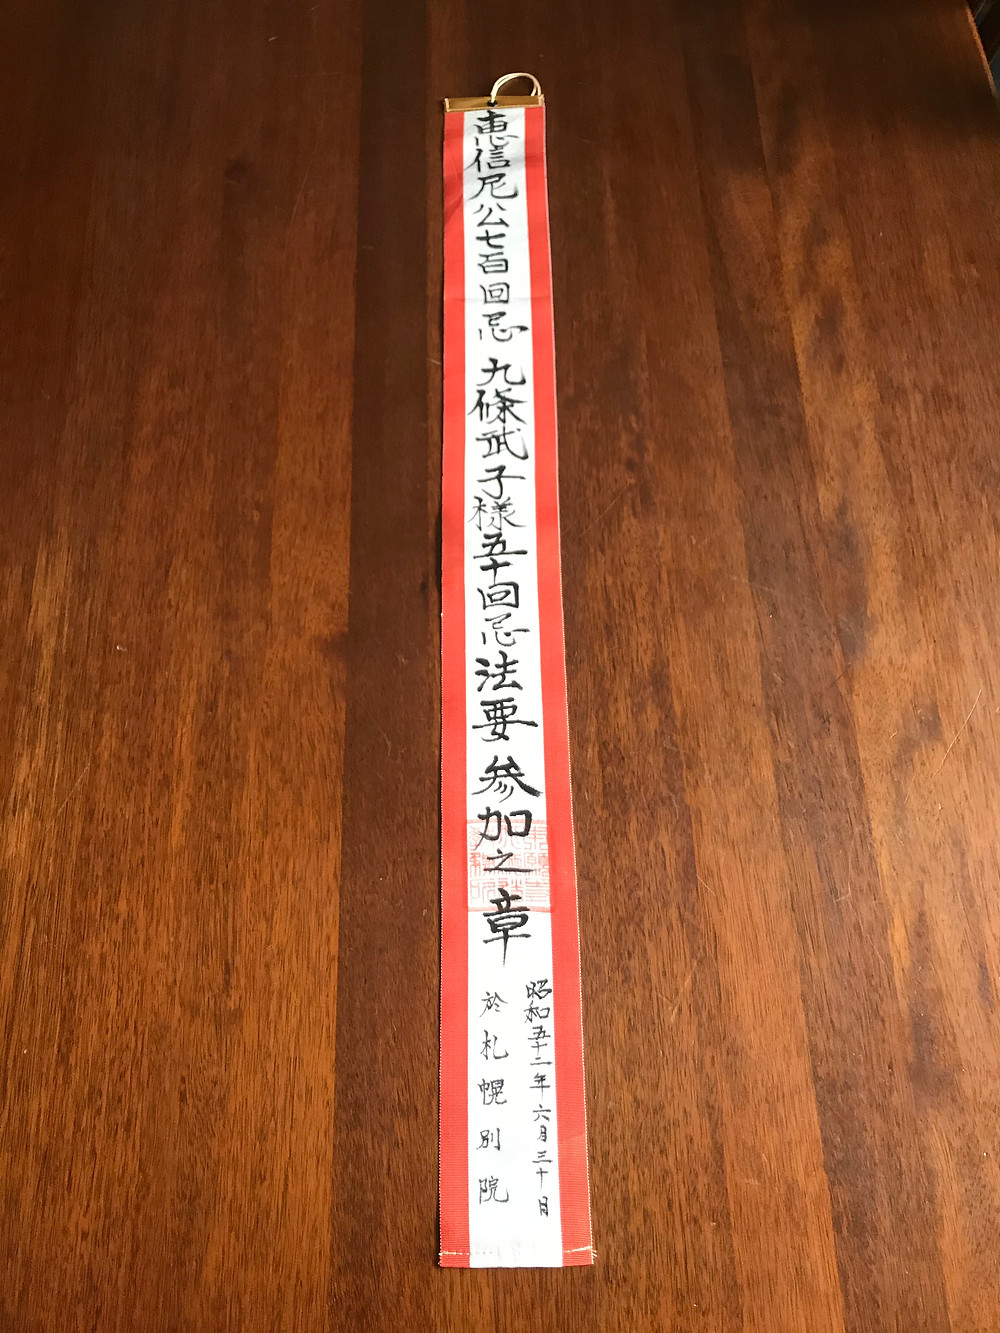 恵信尼公七百回忌 九條武子様五十回忌法要 参加之章
昭和五十二年六月三十日
於札幌別院